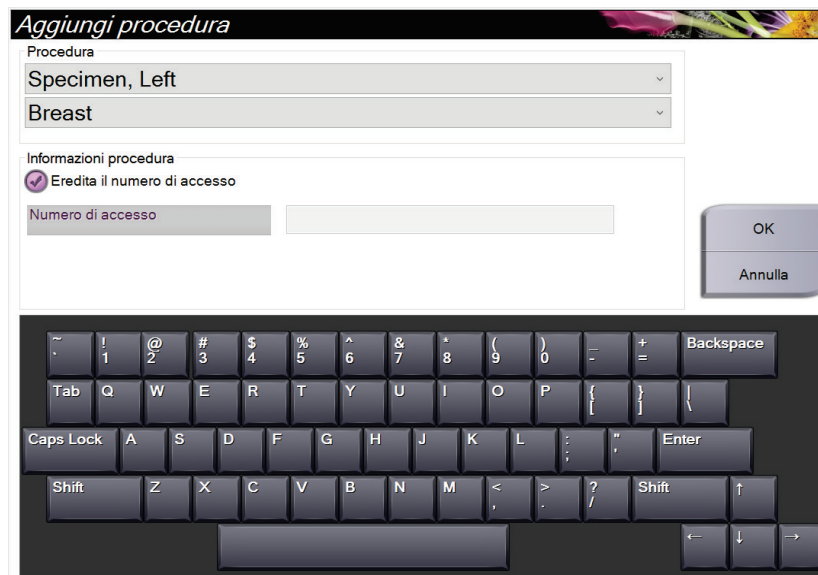 Aggiungi procedura
Procedura
Specimen, Left
Breast
Informazioni procedura
Eredita il numero di accesso
Numero di accesso
OK
Annulla
~ ! @ # $ % ^ & * ( ) _ + Backspace
` 1 2 3 4 5 6 7 8 9 0 - =
Tab Q W E R T Y U I O P { } |
[ ] \
Caps Lock A S D F G H J K L : " Enter
; '
Shift Z X C V B N M < > ? Shift ↑
, . /
← ↓ →